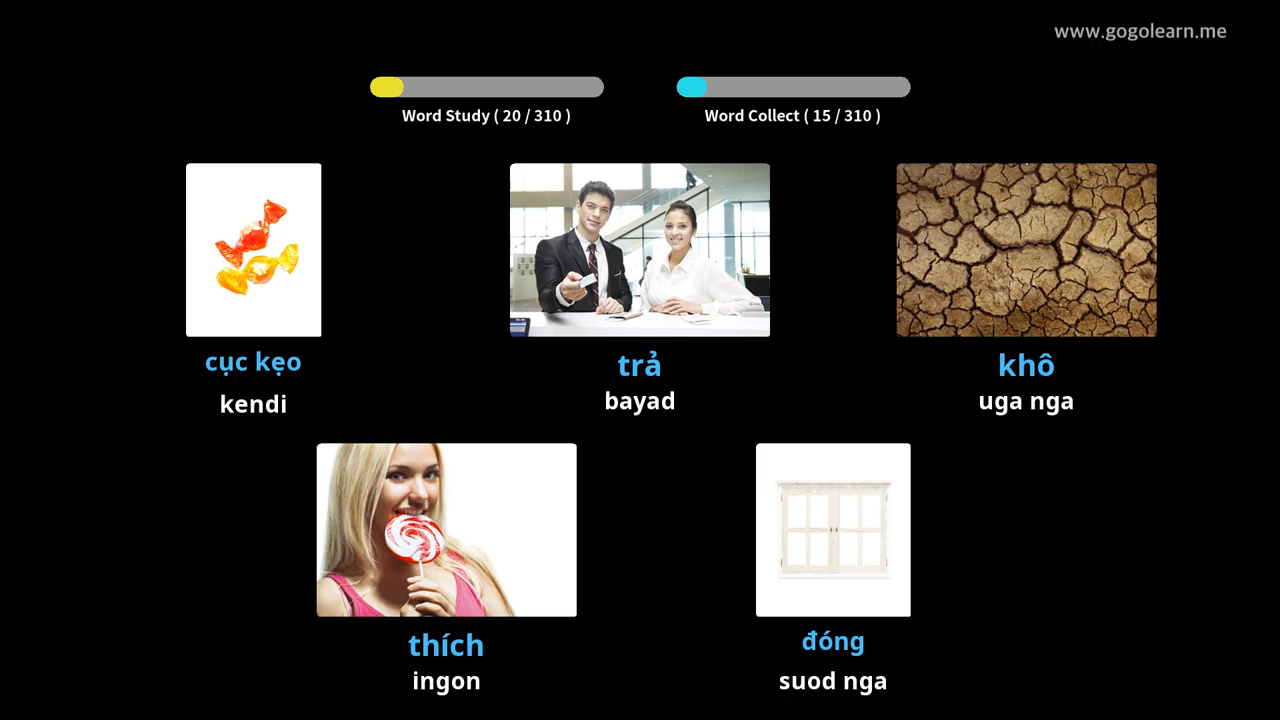 www.gogolearn.me
Word Study ( 20 / 310 )
Word Collect ( 15 / 310 )
cục kẹo
kendi
trả
bayad
khô
uga nga
thích
ingon
đóng
suod nga